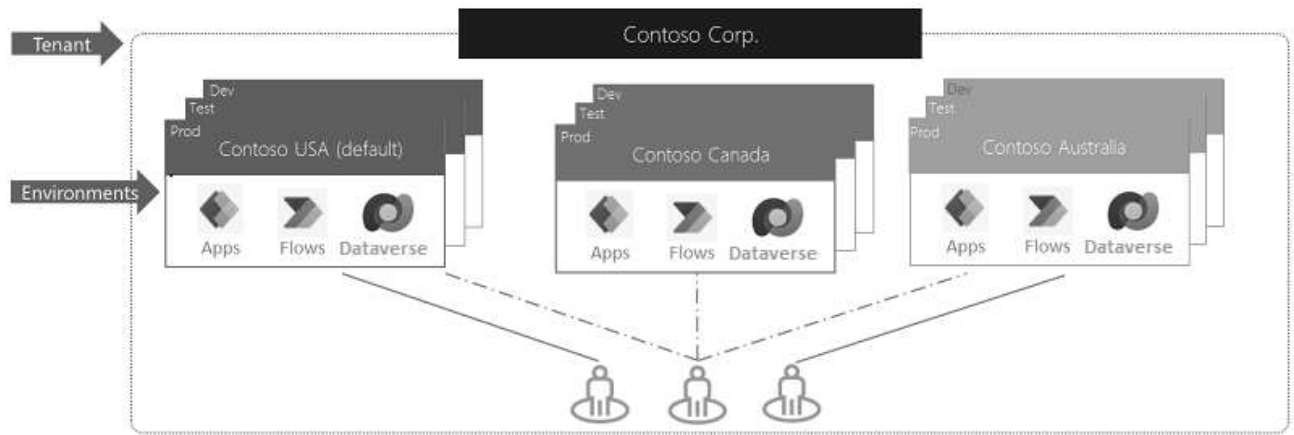 Contoso Corp.
Tenant
Dev
Test
Prod
Contoso USA (default)
Apps
Flows
Dataverse
Dev
Test
Prod
Contoso Canada
Apps
Flows
Dataverse
Dev
Test
Prod
Contoso Australia
Apps
Flows
Dataverse
Environments